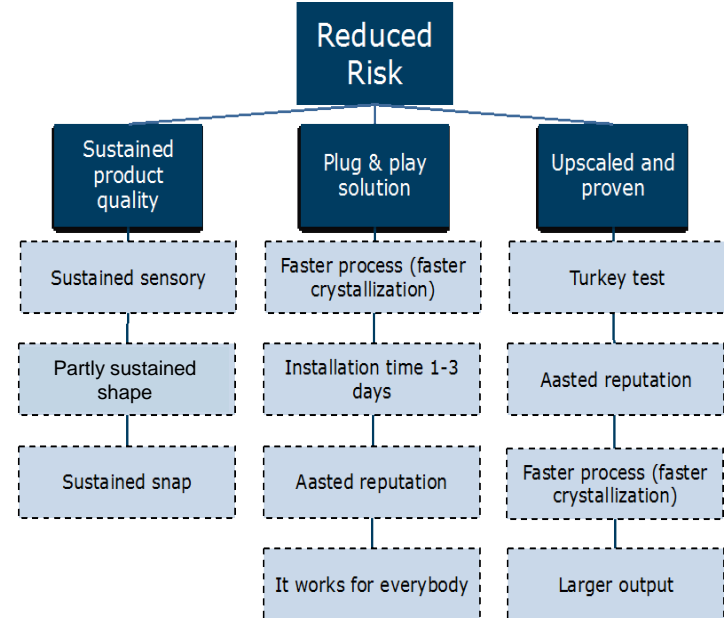 Reduced
Risk
Sustained
product
quality
Plug & play
solution
Upscaled and
proven
Sustained sensory
Partly sustained
shape
Sustained snap
Faster process (faster
crystallization)
Installation time 1-3
days
Aasted reputation
It works for everybody
Turkey test
Aasted reputation
Faster process (faster
crystallization)
Larger output